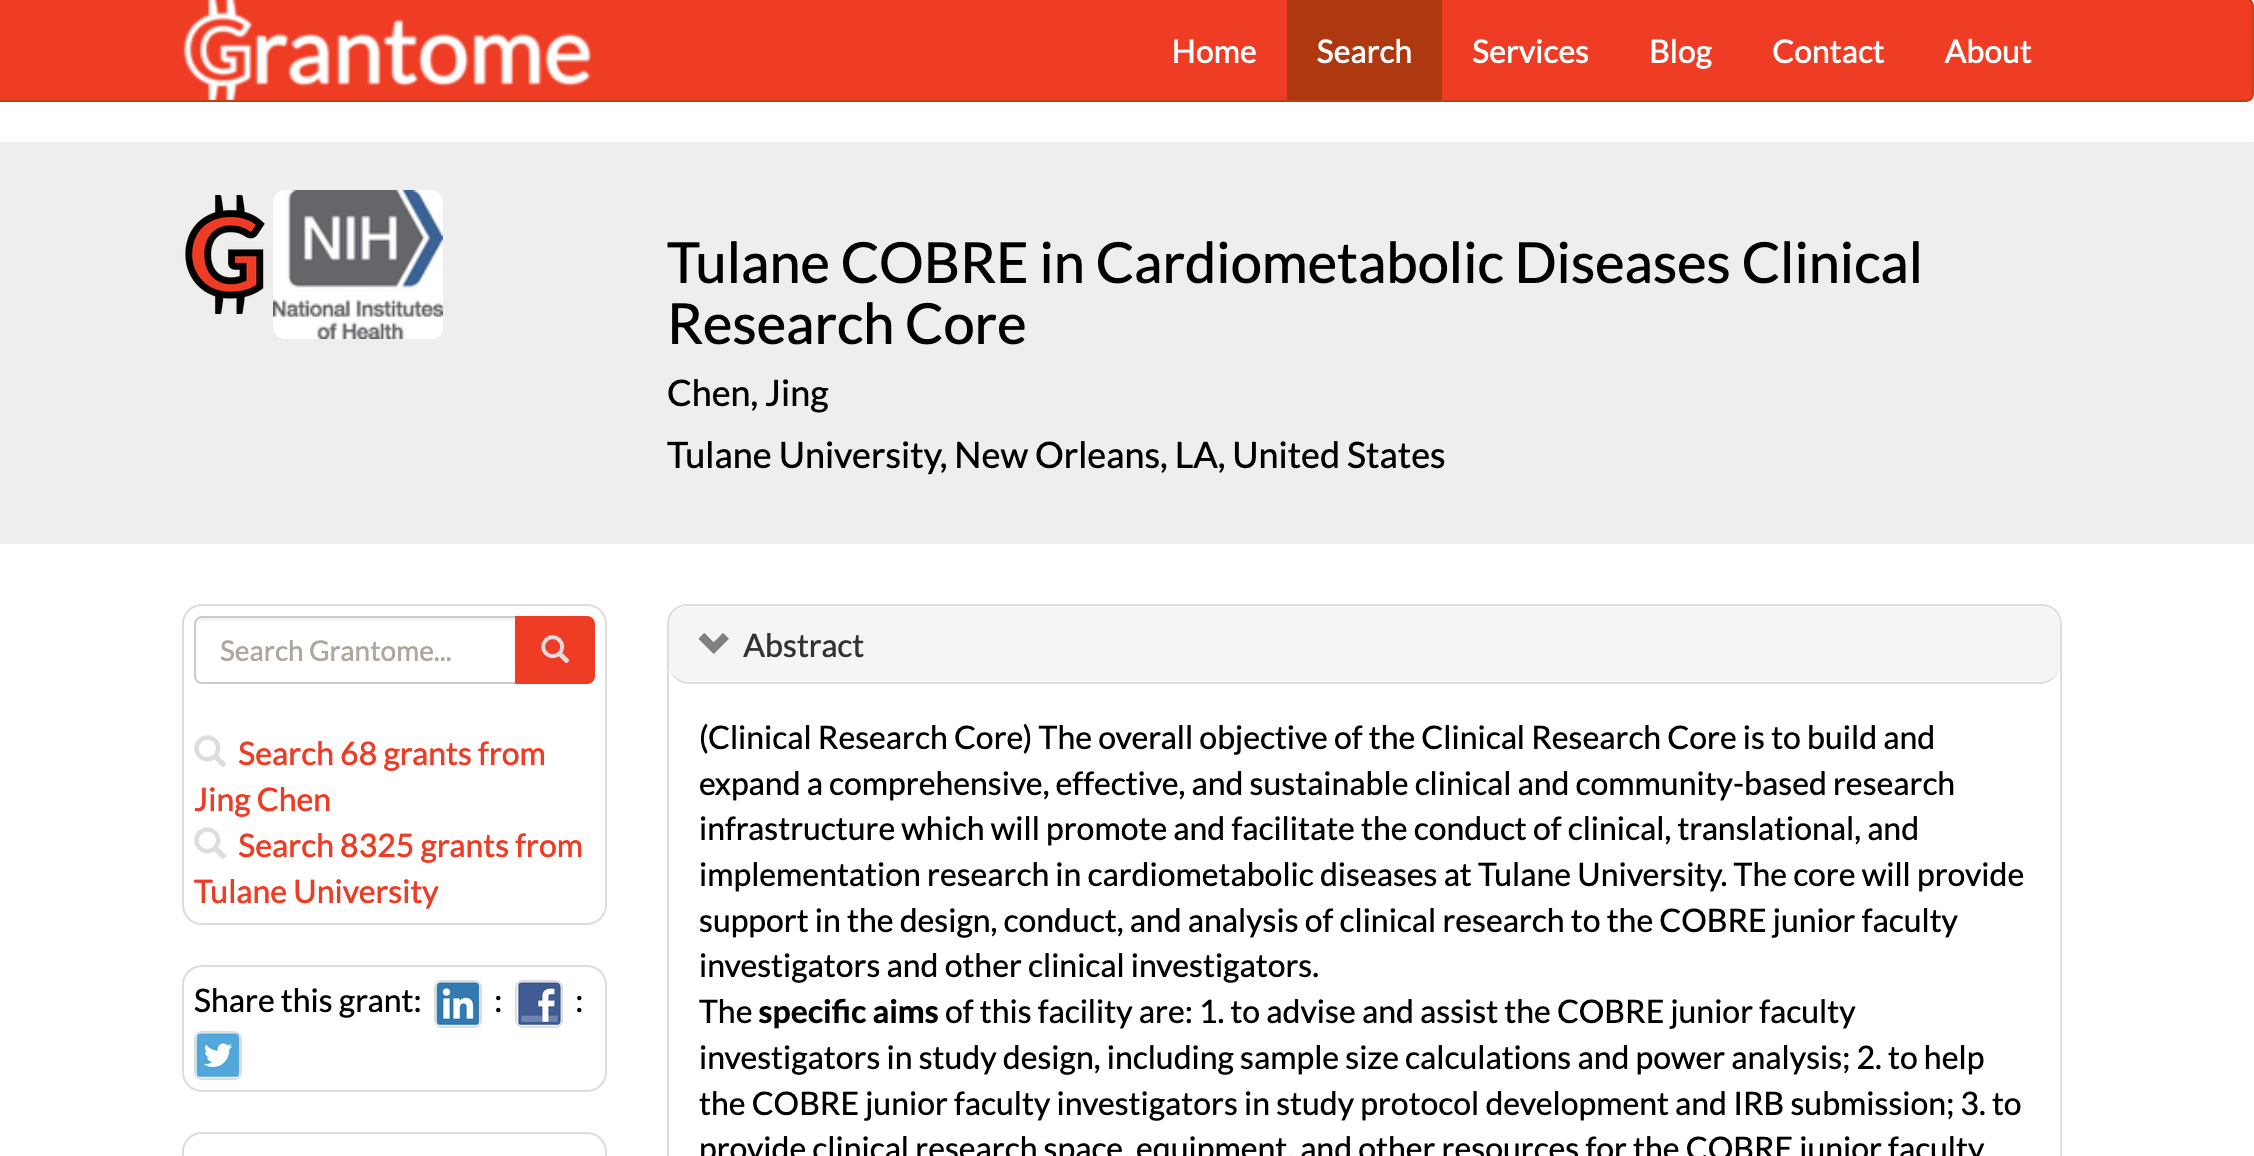 Grantome
Home Search Services Blog Contact About
G
NIH
National Institutes
of Health
Tulane COBRE in Cardiometabolic Diseases Clinical
Research Core
Chen, Jing
Tulane University, New Orleans, LA, United States
Search Grantome...
Search 68 grants from
Jing Chen
Search 8325 grants from
Tulane University
Share this grant: in : f :
Abstract
(Clinical Research Core) The overall objective of the Clinical Research Core is to build and
expand a comprehensive, effective, and sustainable clinical and community-based research
infrastructure which will promote and facilitate the conduct of clinical, translational, and
implementation research in cardiometabolic diseases at Tulane University. The core will provide
support in the design, conduct, and analysis of clinical research to the COBRE junior faculty
investigators and other clinical investigators.
The specific aims of this facility are: 1. to advise and assist the COBRE junior faculty
investigators in study design, including sample size calculations and power analysis; 2. to help
the COBRE junior faculty investigators in study protocol development and IRB submission; 3. to
provide clinical research space, equipment, and other resources for the COBRE junior faculty